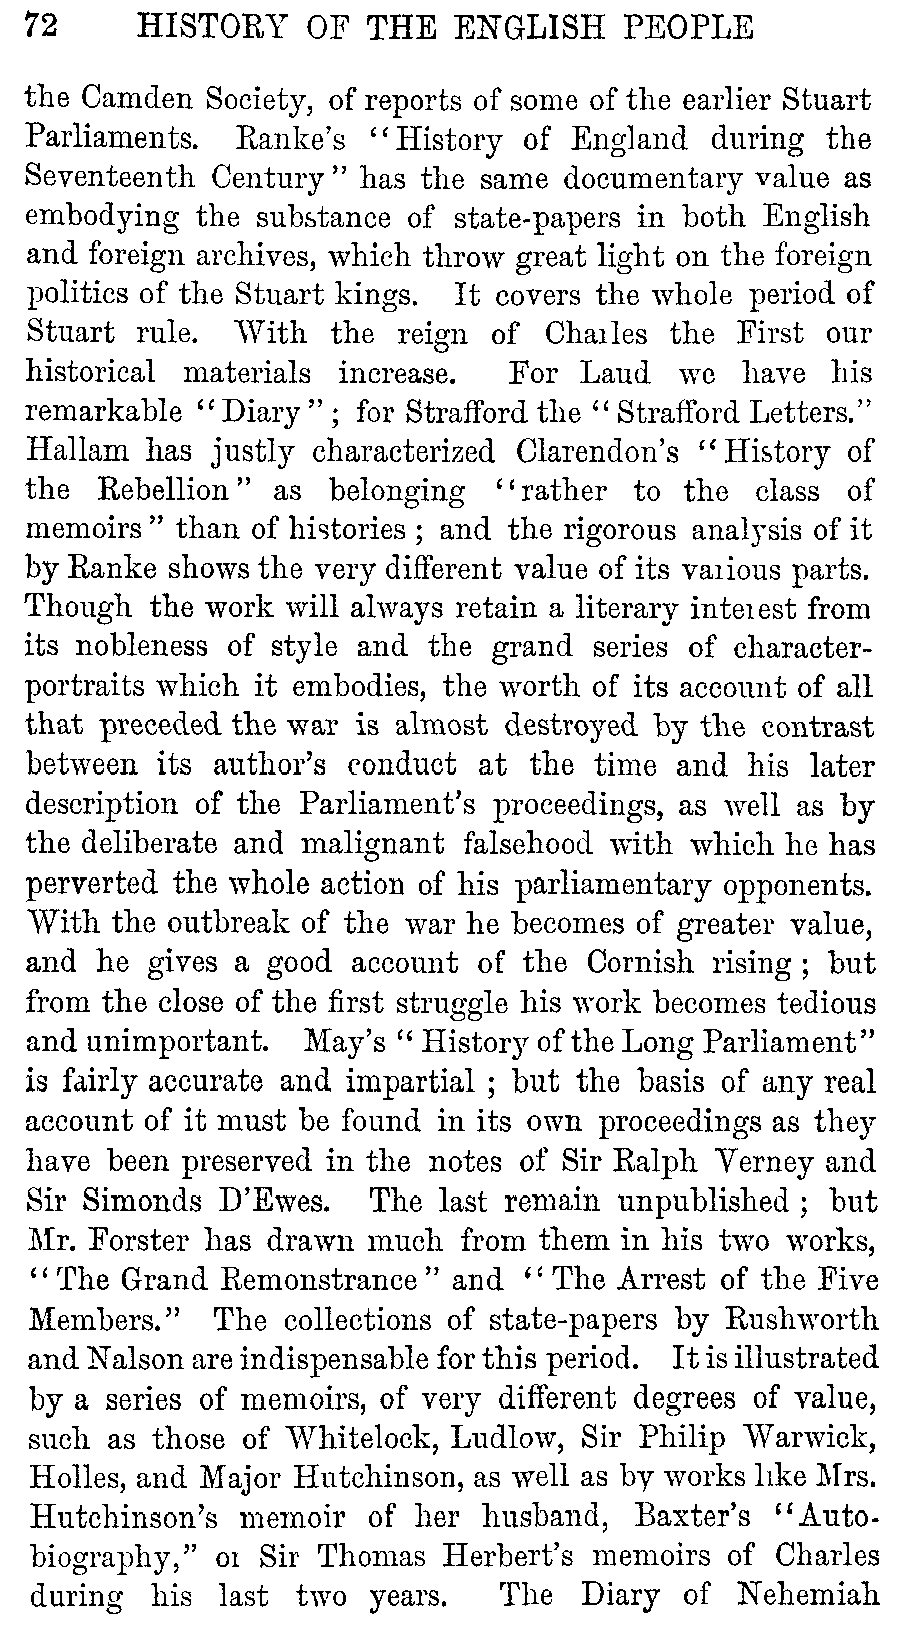 72 HISTORY OF THE ENGLISH PEOPLE
the Camden Society, of reports of some of the earlier Stuart
Parliaments. Ranke's "History of England during the
Seventeenth Century" has the same documentary value as
embodying the substance of state-papers in both English
and foreign archives, which throw great light on the foreign
politics of the Stuart kings. It covers the whole period of
Stuart rule. With the reign of Charles the First our
historical materials increase. For Laud we have his
remarkable "Diary"; for Strafford the "Strafford Letters."
Hallam has justly characterized Clarendon's "History of
the Rebellion" as belonging "rather to the class of
memoirs" than of histories; and the rigorous analysis of it
by Ranke shows the very different value of its various parts.
Though the work will always retain a literary interest from
its nobleness of style and the grand series of character-
portraits which it embodies, the worth of its account of all
that preceded the war is almost destroyed by the contrast
between its author's conduct at the time and his later
description of the Parliament's proceedings, as well as by
the deliberate and malignant falsehood with which he has
perverted the whole action of his parliamentary opponents.
With the outbreak of the war he becomes of greater value,
and he gives a good account of the Cornish rising; but
from the close of the first struggle his work becomes tedious
and unimportant. May's "History of the Long Parliament"
is fairly accurate and impartial; but the basis of any real
account of it must be found in its own proceedings as they
have been preserved in the notes of Sir Ralph Verney and
Sir Simonds D'Ewes. The last remain unpublished; but
Mr. Forster has drawn much from them in his two works,
"The Grand Remonstrance" and "The Arrest of the Five
Members." The collections of state-papers by Rushworth
and Nalson are indispensable for this period. It is illustrated
by a series of memoirs, of very different degrees of value,
such as those of Whitelock, Ludlow, Sir Philip Warwick,
Holles, and Major Hutchinson, as well as by works like Mrs.
Hutchinson's memoir of her husband, Baxter's "Auto-
biography," or Sir Thomas Herbert's memoirs of Charles
during his last two years. The Diary of Nehemiah